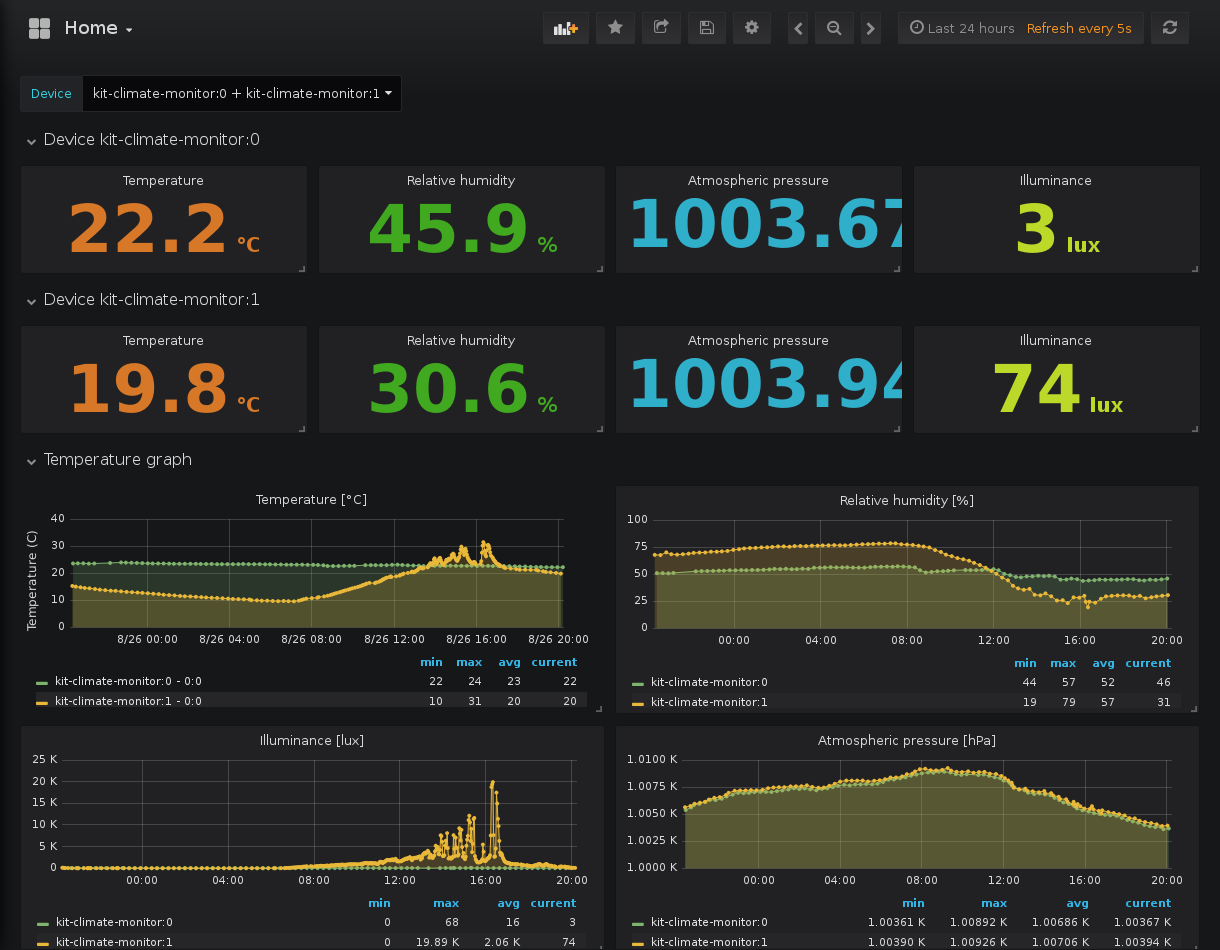 Home
Last 24 hours Refresh every 5s
Device kit-climate-monitor:0 + kit-climate-monitor:1
Device kit-climate-monitor:0
Temperature
22.2 °C
Relative humidity
45.9 %
Atmospheric pressure
1003.67
Illuminance
3 lux
Device kit-climate-monitor:1
Temperature
19.8 °C
Relative humidity
30.6 %
Atmospheric pressure
1003.94
Illuminance
74 lux
Temperature graph
Temperature [°C]
Temperature (C)
40
30
20
10
0
8/26 00:00 8/26 04:00 8/26 08:00 8/26 12:00 8/26 16:00 8/26 20:00
min max avg current
kit-climate-monitor:0 - 0:0 22 24 23 22
kit-climate-monitor:1 - 0:0 10 31 20 20
Relative humidity [%]
100
75
50
25
0
00:00 04:00 08:00 12:00 16:00 20:00
min max avg current
kit-climate-monitor:0 44 57 52 46
kit-climate-monitor:1 19 79 57 31
Illuminance [lux]
25 K
20 K
15 K
10 K
5 K
0
00:00 04:00 08:00 12:00 16:00 20:00
min max avg current
kit-climate-monitor:0 0 68 16 3
kit-climate-monitor:1 0 19.89 K 2.06 K 74
Atmospheric pressure [hPa]
1.0100 K
1.0075 K
1.0050 K
1.0025 K
1.0000 K
00:00 04:00 08:00 12:00 16:00 20:00
min max avg current
kit-climate-monitor:0 1.00361 K 1.00892 K 1.00686 K 1.00367 K
kit-climate-monitor:1 1.00390 K 1.00926 K 1.00706 K 1.00394 K